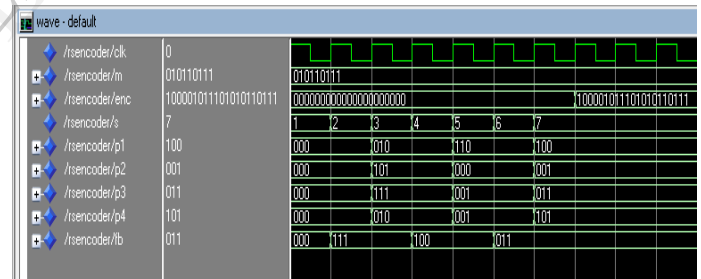 wave - default
/rsencoder/clk 0
/rsencoder/m 010110111 010110111
/rsencoder/enc 100001011101010110111 000000000000000000000 100001011101010110111
/rsencoder/s 7 1 2 3 4 5 6 7
/rsencoder/p1 100 000 010 110 100
/rsencoder/p2 001 000 101 000 001
/rsencoder/p3 011 000 111 001 011
/rsencoder/p4 101 000 010 001 101
/rsencoder/fb 011 000 111 100 011